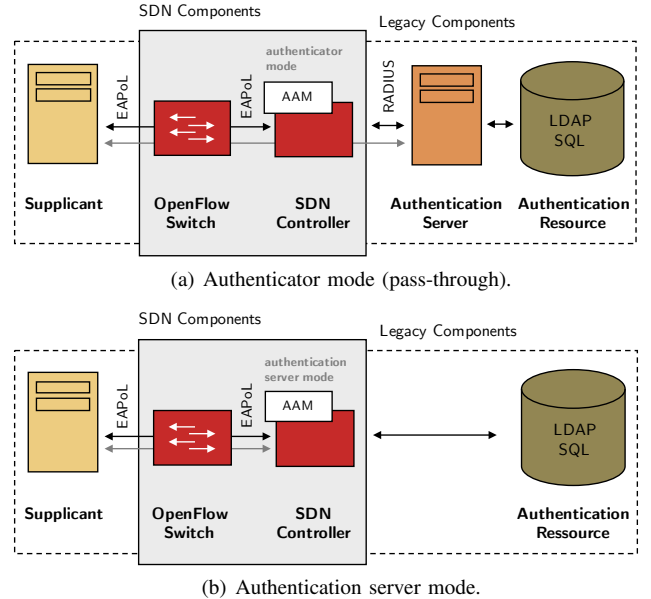 SDN Components
Legacy Components
authenticator
mode
EAPoL
EAPoL
RADIUS
AAM
LDAP
SQL
Supplicant
OpenFlow
Switch
SDN
Controller
Authentication
Server
Authentication
Resource
(a) Authenticator mode (pass-through).
SDN Components
Legacy Components
authentication
server mode
EAPoL
EAPoL
AAM
LDAP
SQL
Supplicant
OpenFlow
Switch
SDN
Controller
Authentication
Ressource
(b) Authentication server mode.